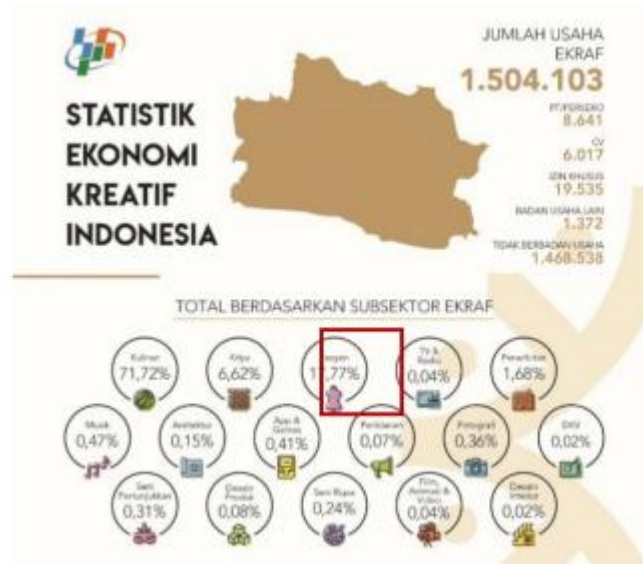 STATISTIK
EKONOMI
KREATIF
INDONESIA
JUMLAH USAHA
EKRAF
1.504.103
PT/PERSERO
8.641
CV
6.017
IZIN KHUSUS
19.535
BADAN USAHA LAIN
1.372
TIDAK BERBADAN USAHA
1.468.538
TOTAL BERDASARKAN SUBSEKTOR EKRAF
Kuliner
71,72%
Kriya
6,62%
17,77%
TV &
Radio
0,04%
Penerbitan
1,68%
Musik
0,47%
Arsitektur
0,15%
App &
Games
0,41%
Periklanan
0,07%
Fotografi
0,36%
DKV
0,02%
Seni
Pertunjukkan
0,31%
Desain
Produk
0,08%
Seni Rupa
0,24%
Film,
Animasi &
Video
0,04%
Desain
Interior
0,02%